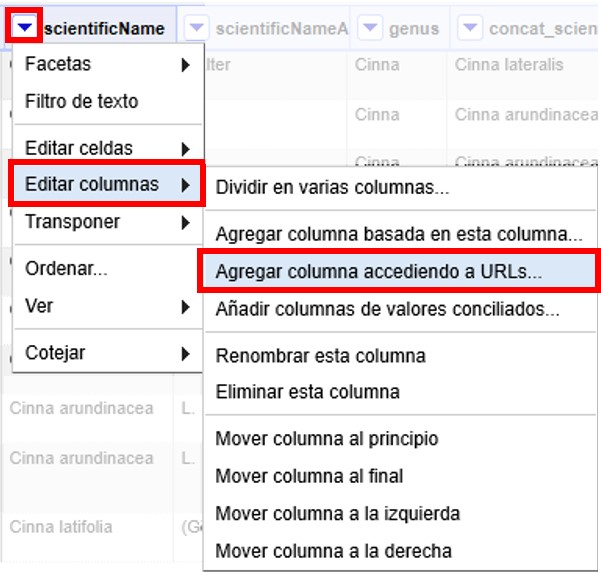 scientificName scientificNameA genus concat_scien
Facetas lter Cinna Cinna lateralis
Filtro de texto Cinna Cinna arundinacea
Editar celdas Cinna Cinna arundinacea
Editar columnas Dividir en varias columnas...
Transponer Agregar columna basada en esta columna...
Ordenar... Agregar columna accediendo a URLs...
Ver Añadir columnas de valores conciliados...
Cotejar Renombrar esta columna
Eliminar esta columna
Cinna arundinacea L.
Mover columna al principio
Cinna arundinacea L.
Mover columna al final
Mover columna a la izquierda
Cinna latifolia (G
Mover columna a la derecha